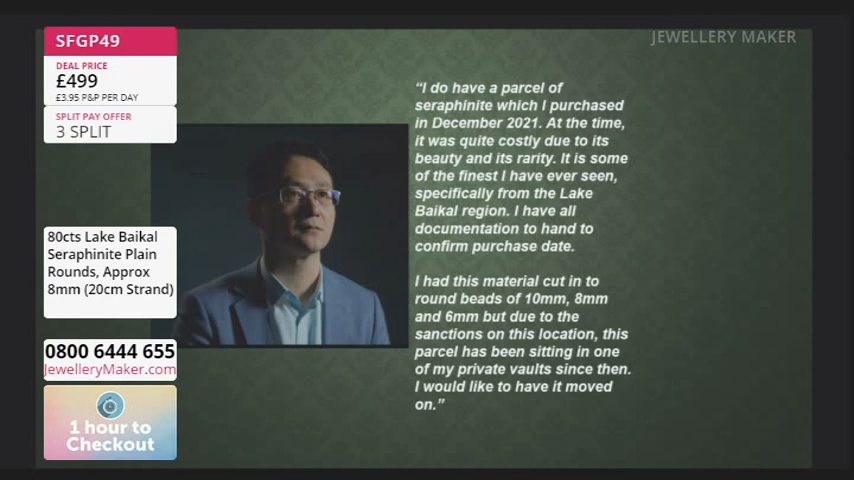 SFGP49
DEAL PRICE
£499
£3.95 P&P PER DAY
SPLIT PAY OFFER
3 SPLIT
80cts Lake Baikal
Seraphinite Plain
Rounds, Approx
8mm (20cm Strand)
0800 6444 655
JewelleryMaker.com
1 hour to
Checkout
JEWELLERY MAKER
“I do have a parcel of
seraphinite which I purchased
in December 2021. At the time,
it was quite costly due to its
beauty and its rarity. It is some
of the finest I have ever seen,
specifically from the Lake
Baikal region. I have all
documentation to hand to
confirm purchase date.
I had this material cut in to
round beads of 10mm, 8mm
and 6mm but due to the
sanctions on this location, this
parcel has been sitting in one
of my private vaults since then.
I would like to have it moved
on.”